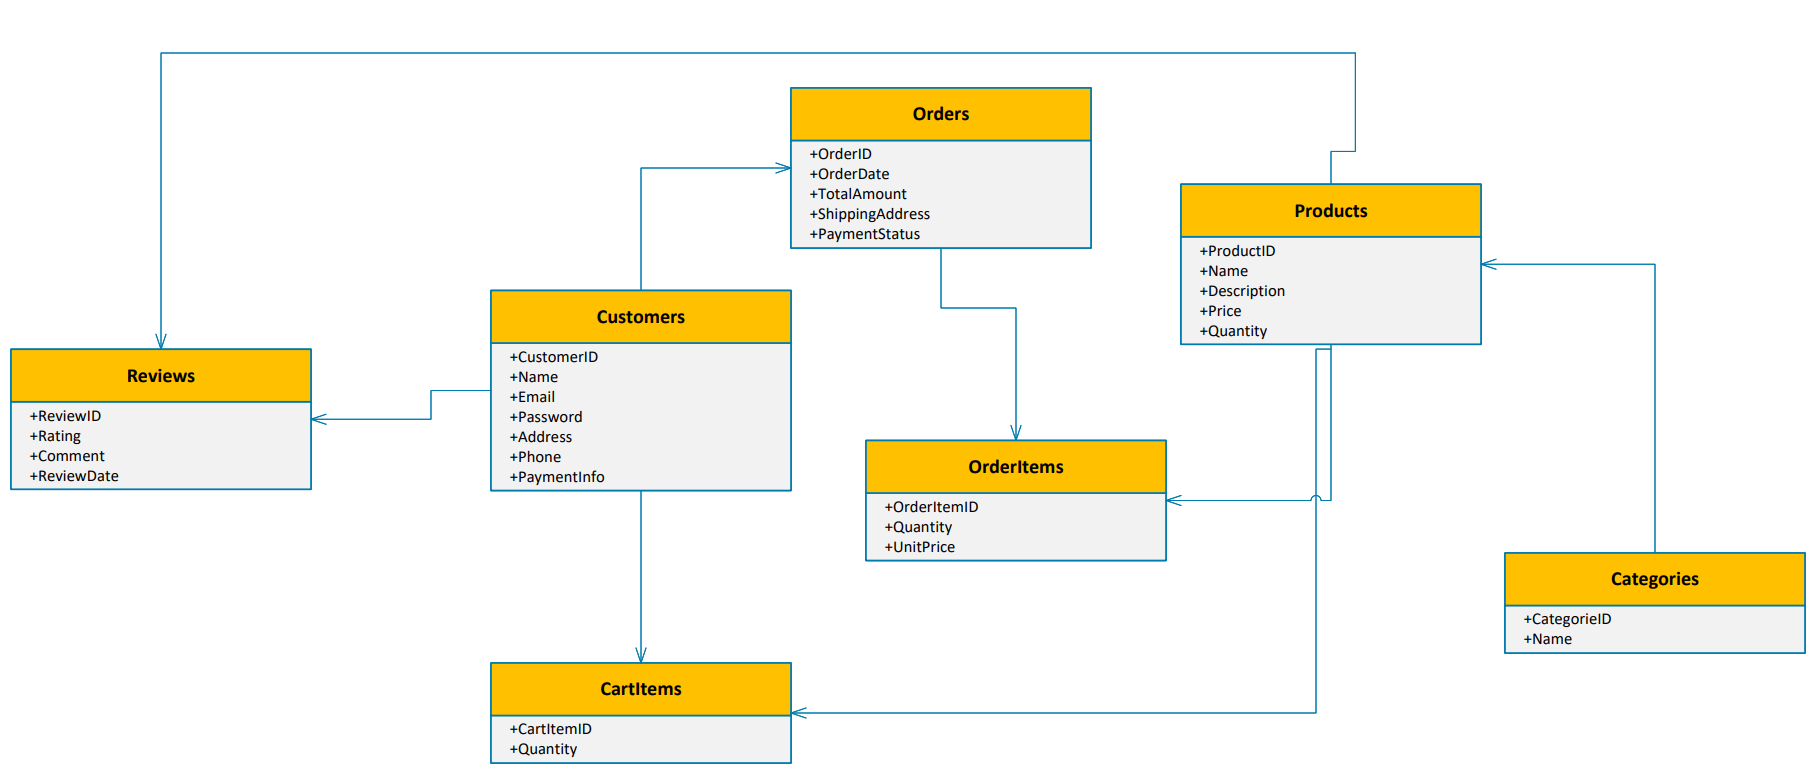 Orders
+OrderID
+OrderDate
+TotalAmount
+ShippingAddress
+PaymentStatus
Products
+ProductID
+Name
+Description
+Price
+Quantity
Customers
+CustomerID
+Name
+Email
+Password
+Address
+Phone
+PaymentInfo
Reviews
+ReviewID
+Rating
+Comment
+ReviewDate
OrderItems
+OrderItemID
+Quantity
+UnitPrice
Categories
+CategorieID
+Name
CartItems
+CartItemID
+Quantity